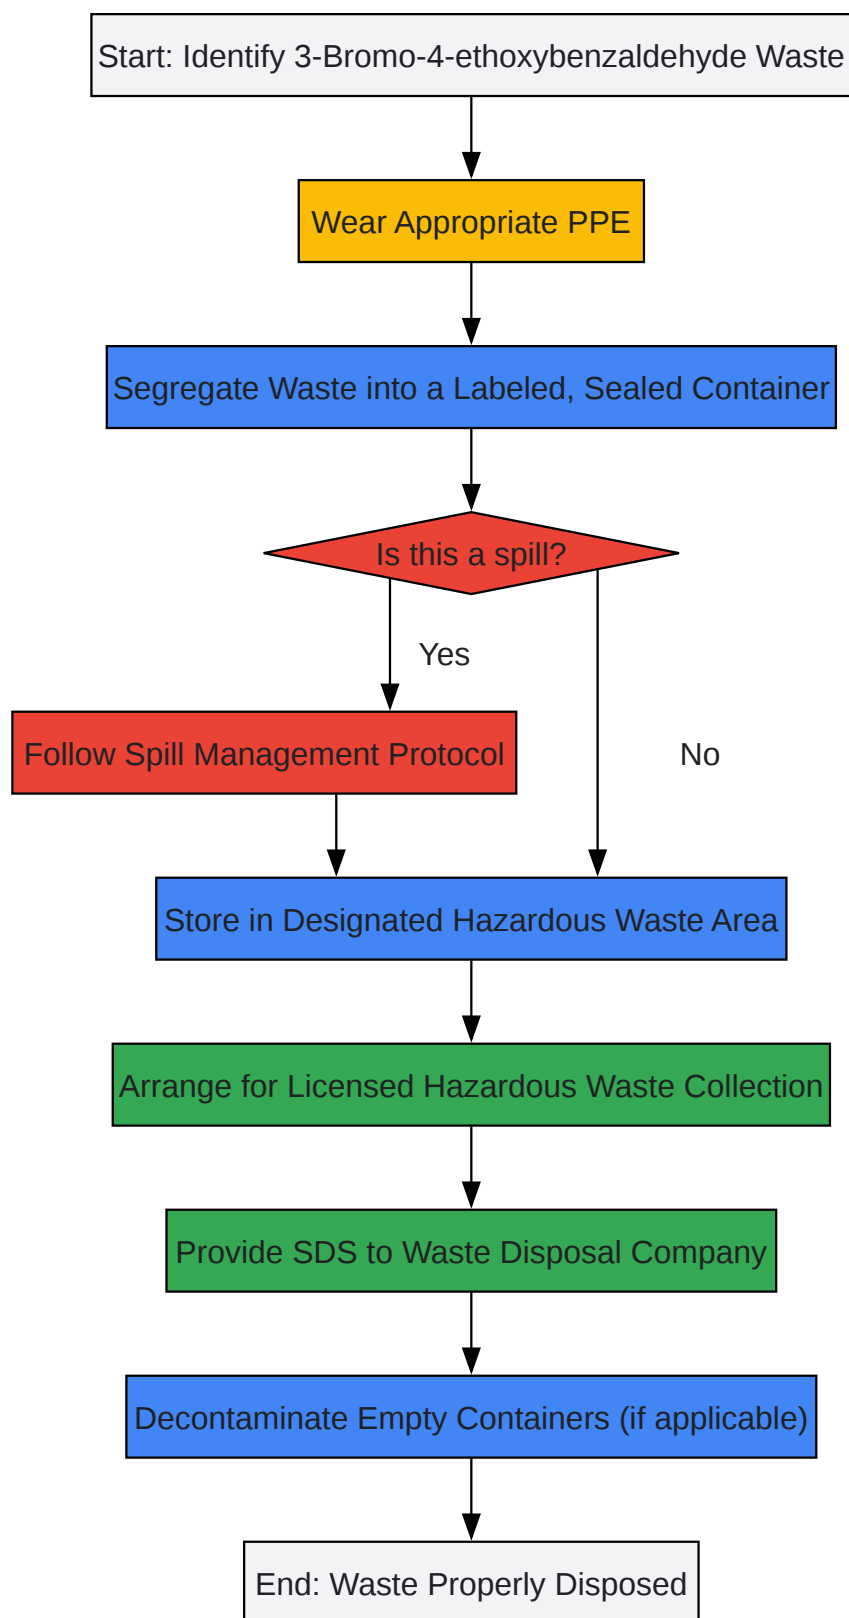 Start: Identify 3-Bromo-4-ethoxybenzaldehyde Waste
Wear Appropriate PPE
Segregate Waste into a Labeled, Sealed Container
Is this a spill?
Yes
Follow Spill Management Protocol
No
Store in Designated Hazardous Waste Area
Arrange for Licensed Hazardous Waste Collection
Provide SDS to Waste Disposal Company
Decontaminate Empty Containers (if applicable)
End: Waste Properly Disposed